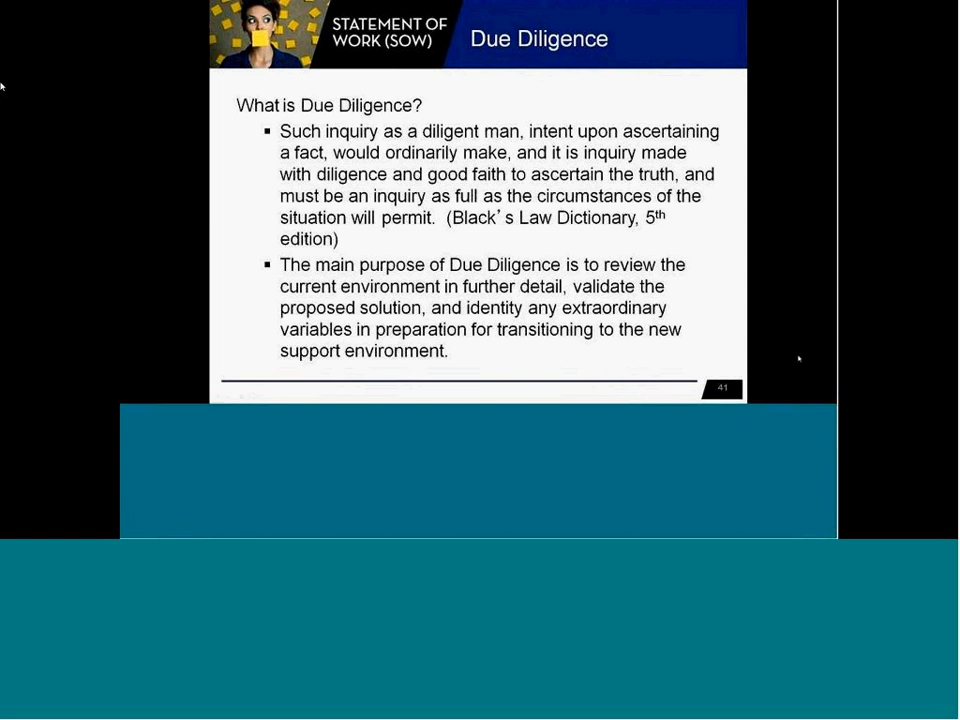 STATEMENT OF
WORK (SOW)
Due Diligence
What is Due Diligence?
▪ Such inquiry as a diligent man, intent upon ascertaining
a fact, would ordinarily make, and it is inquiry made
with diligence and good faith to ascertain the truth, and
must be an inquiry as full as the circumstances of the
situation will permit. (Black's Law Dictionary, 5th
edition)
▪ The main purpose of Due Diligence is to review the
current environment in further detail, validate the
proposed solution, and identity any extraordinary
variables in preparation for transitioning to the new
support environment.
41